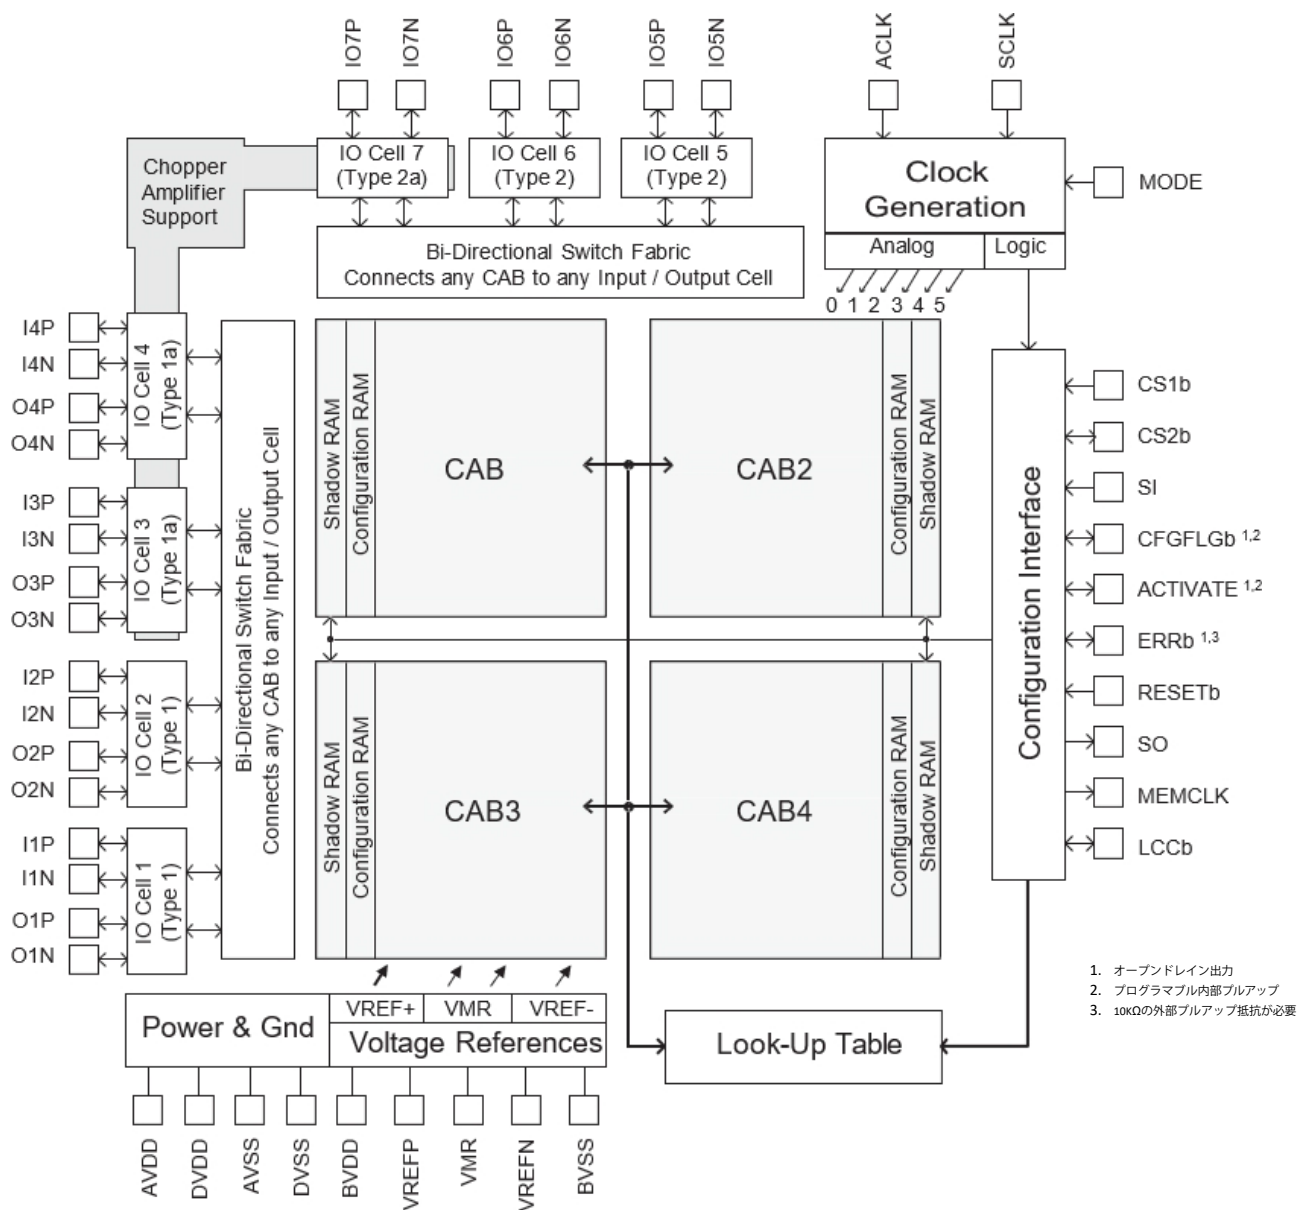 IO7P
IO7N
IO6P
IO6N
IO5P
IO5N
ACLK
SCLK
Chopper
Amplifier
Support
IO Cell 7
(Type 2a)
IO Cell 6
(Type 2)
IO Cell 5
(Type 2)
Clock
Generation
Analog
Logic
MODE
Bi-Directional Switch Fabric
Connects any CAB to any Input / Output Cell
0 1 2 3 4 5
I4P
I4N
O4P
O4N
IO Cell 4
(Type 1a)
I3P
I3N
O3P
O3N
IO Cell 3
(Type 1a)
I2P
I2N
O2P
O2N
IO Cell 2
(Type 1)
I1P
I1N
O1P
O1N
IO Cell 1
(Type 1)
Bi-Directional Switch Fabric
Connects any CAB to any Input / Output Cell
Shadow RAM
Configuration RAM
CAB
CAB2
Configuration RAM
Shadow RAM
Shadow RAM
Configuration RAM
CAB3
CAB4
Configuration RAM
Shadow RAM
Configuration Interface
CS1b
CS2b
SI
CFGFLGb 1,2
ACTIVATE 1,2
ERRb 1,3
RESETb
SO
MEMCLK
LCCb
1. オープンドレイン出力
2. プログラマブル内部プルアップ
3. 10KΩの外部プルアップ抵抗が必要
Power & Gnd
VREF+
VMR
VREF-
Voltage References
Look-Up Table
AVDD
DVDD
AVSS
DVSS
BVDD
VREFP
VMR
VREFN
BVSS